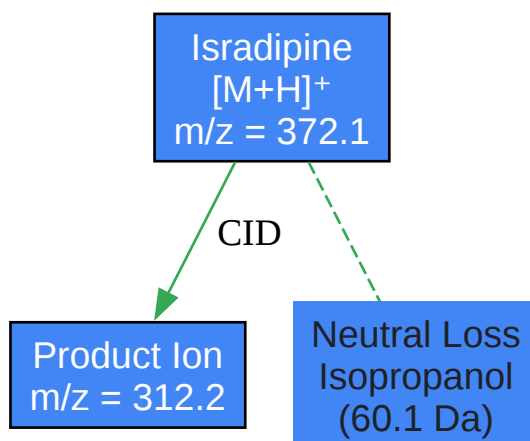 Isradipine
[M+H]⁺
m/z = 372.1
CID
Product Ion
m/z = 312.2
Neutral Loss
Isopropanol
(60.1 Da)